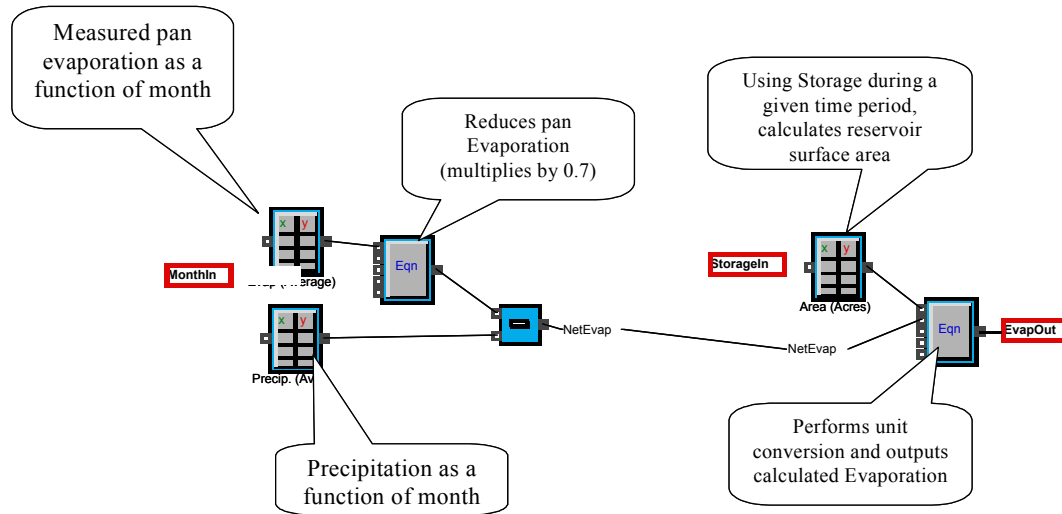 Measured pan
evaporation as a
function of month
Reduces pan
Evaporation
(multiplies by 0.7)
Using Storage during a
given time period,
calculates reservoir
surface area
x y
MonthIn
Eqn
x y
Precip. (Av
NetEvap
StorageIn
x y
Area (Acres)
NetEvap
Eqn
EvapOut
Precipitation as a
function of month
Performs unit
conversion and outputs
calculated Evaporation